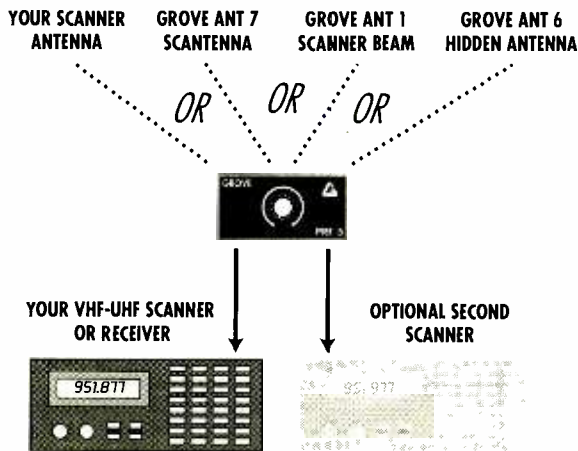 YOUR SCANNER ANTENNA
GROVE ANT 7 SCANTENNA
GROVE ANT 1 SCANNER BEAM
GROVE ANT 6 HIDDEN ANTENNA
OR
OR
OR
GROVE
YOUR VHF-UHF SCANNER
OR RECEIVER
OPTIONAL SECOND
SCANNER
951.877